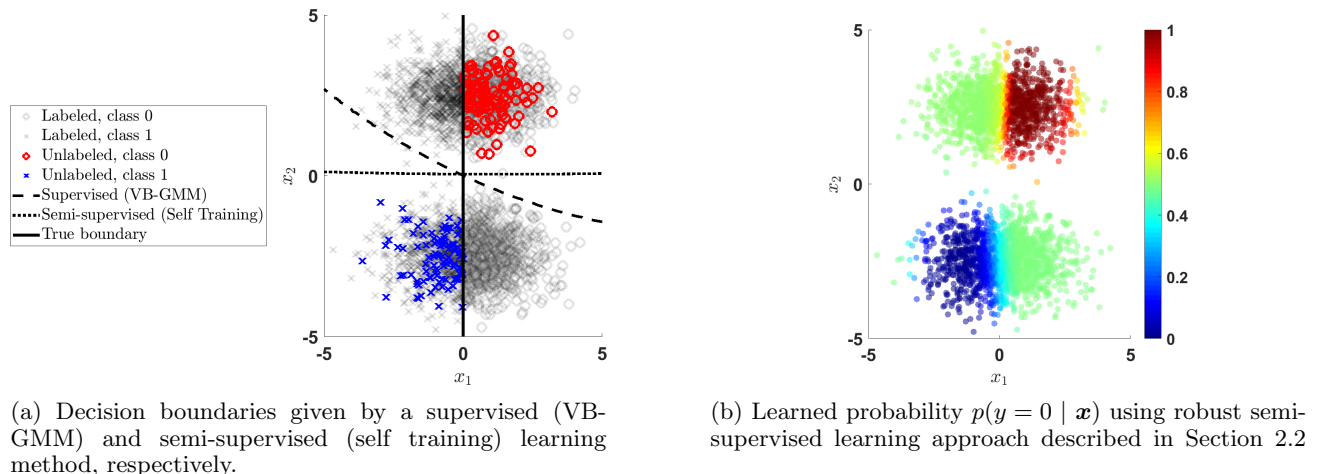 Labeled, class 0
Labeled, class 1
Unlabeled, class 0
Unlabeled, class 1
Supervised (VB-GMM)
Semi-supervised (Self Training)
True boundary
5
0
-5
x2
-5
0
5
x1
5
0
-5
x2
-5
0
5
x1
1
0.8
0.6
0.4
0.2
0
(a) Decision boundaries given by a supervised (VB-
GMM) and semi-supervised (self training) learning
method, respectively.
(b) Learned probability p(y = 0 | x) using robust semi-
supervised learning approach described in Section 2.2